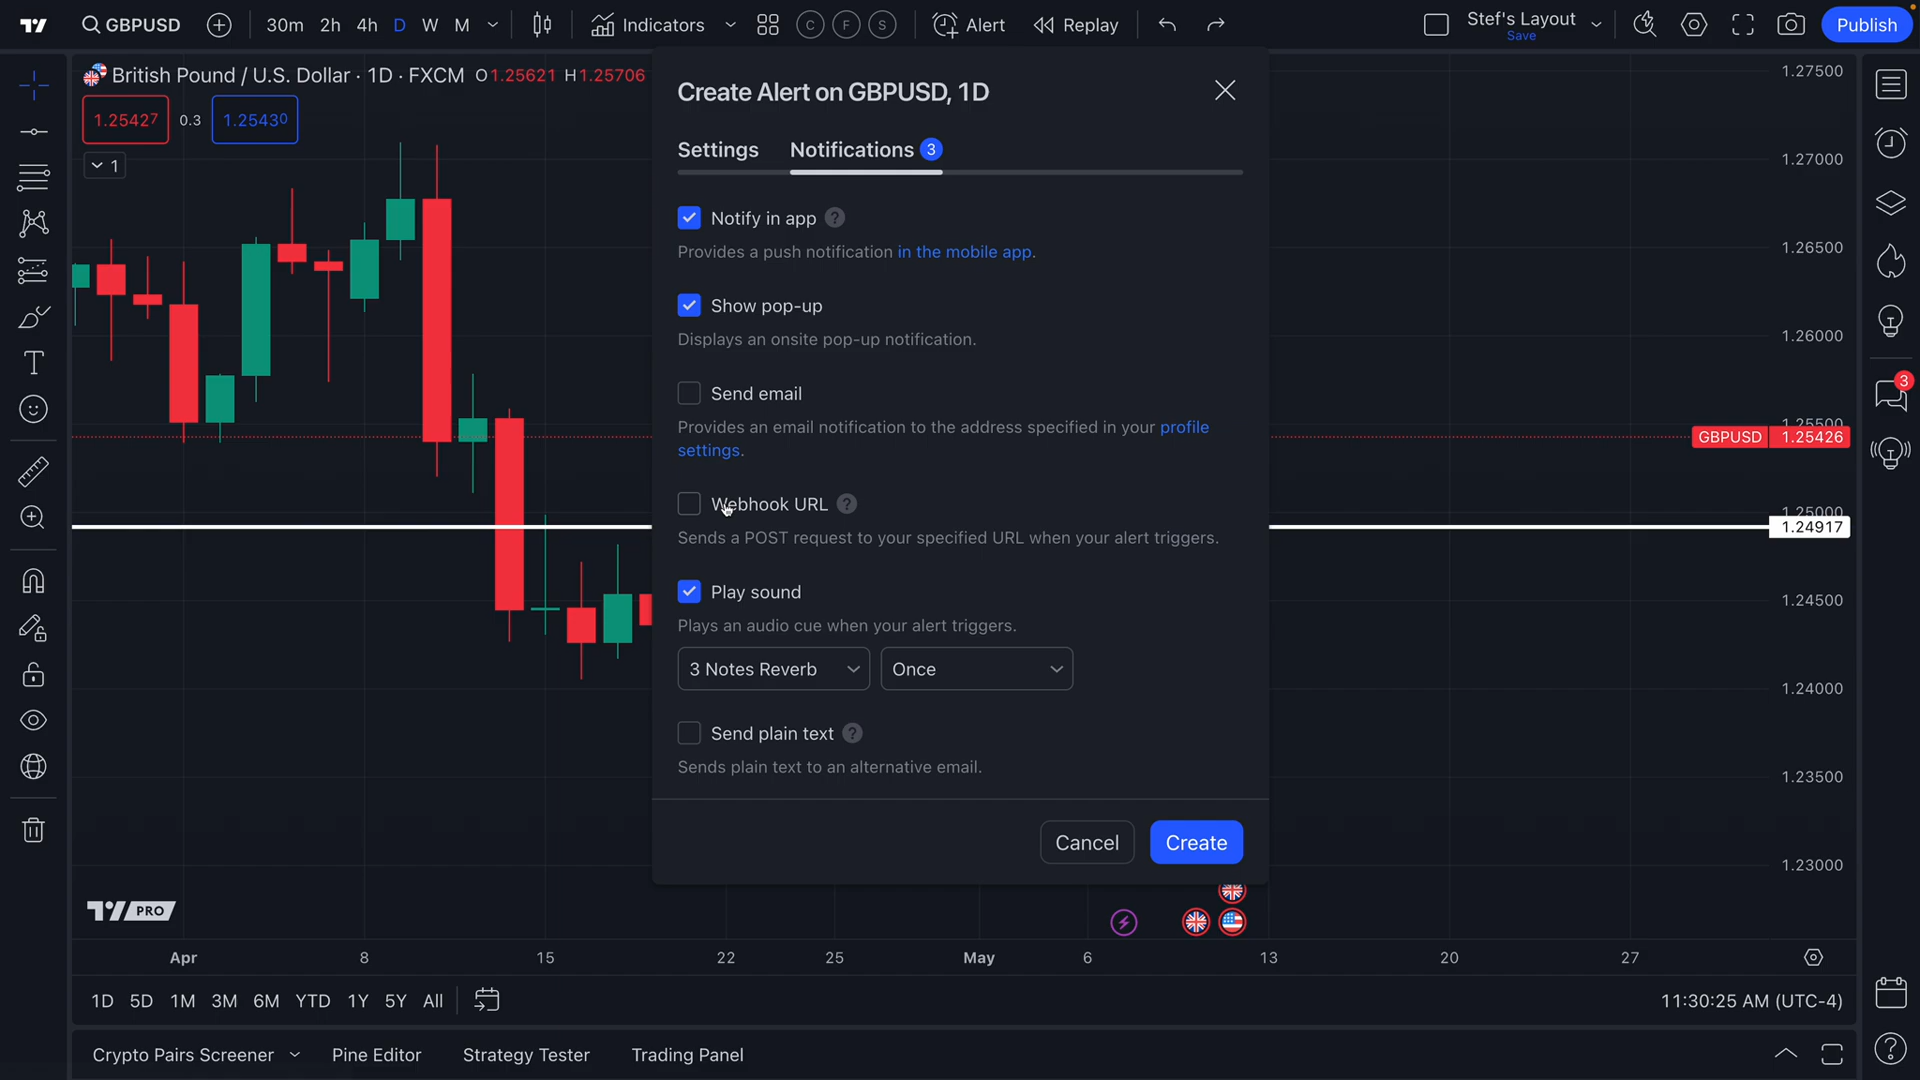 GBPUSD 30m 2h 4h D W M Indicators C F S Alert Replay Stef's Layout Save Publish
British Pound / U.S. Dollar · 1D · FXCM O1.25621 H1.25706
1.25427 0.3 1.25430
1
Create Alert on GBPUSD, 1D
Settings Notifications 3
Notify in app ?
Provides a push notification in the mobile app.
Show pop-up
Displays an onsite pop-up notification.
Send email
Provides an email notification to the address specified in your profile
settings.
Webhook URL ?
Sends a POST request to your specified URL when your alert triggers.
Play sound
Plays an audio cue when your alert triggers.
3 Notes Reverb Once
Send plain text ?
Sends plain text to an alternative email.
Cancel Create
1.27500
1.27000
1.26500
1.26000
1.25500
GBPUSD 1.25426
1.25000
1.24917
1.24500
1.24000
1.23500
1.23000
3
PRO
Apr 8 15 22 25 May 6 13 20 27
1D 5D 1M 3M 6M YTD 1Y 5Y All 11:30:25 AM (UTC-4)
Crypto Pairs Screener Pine Editor Strategy Tester Trading Panel